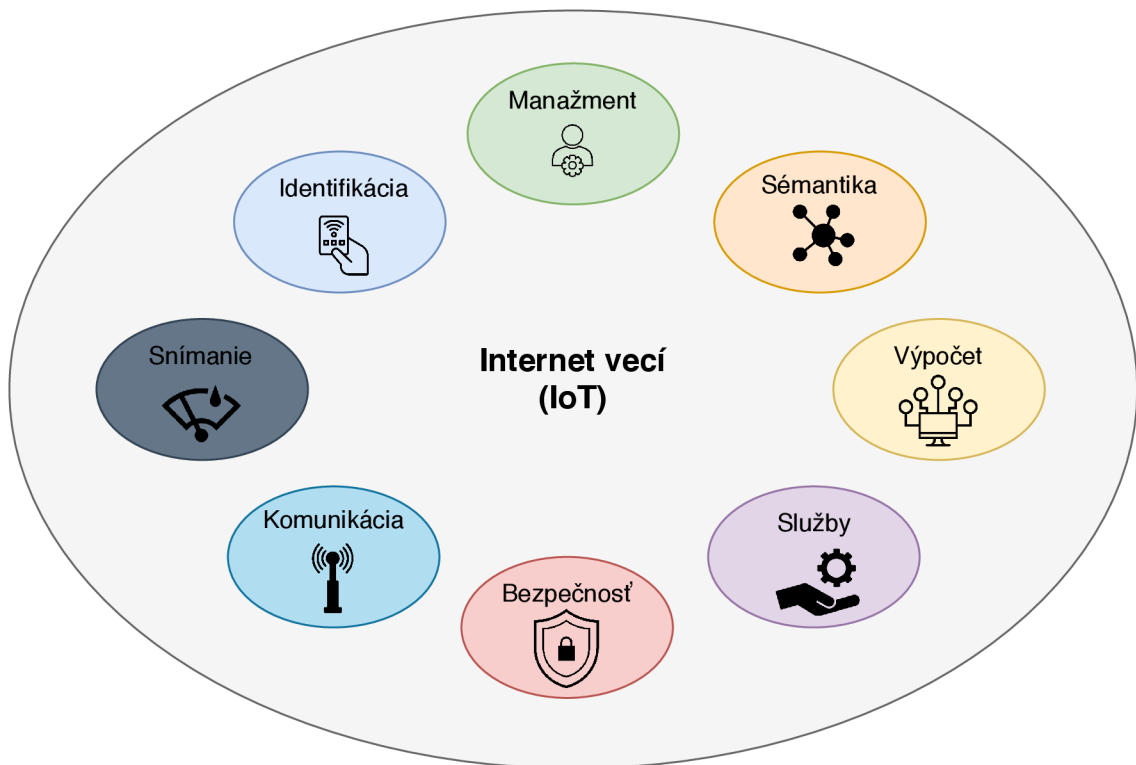 Manažment
Identifikácia
Sémantika
Snímanie
Internet vecí
(IoT)
Výpočet
Komunikácia
Služby
Bezpečnosť